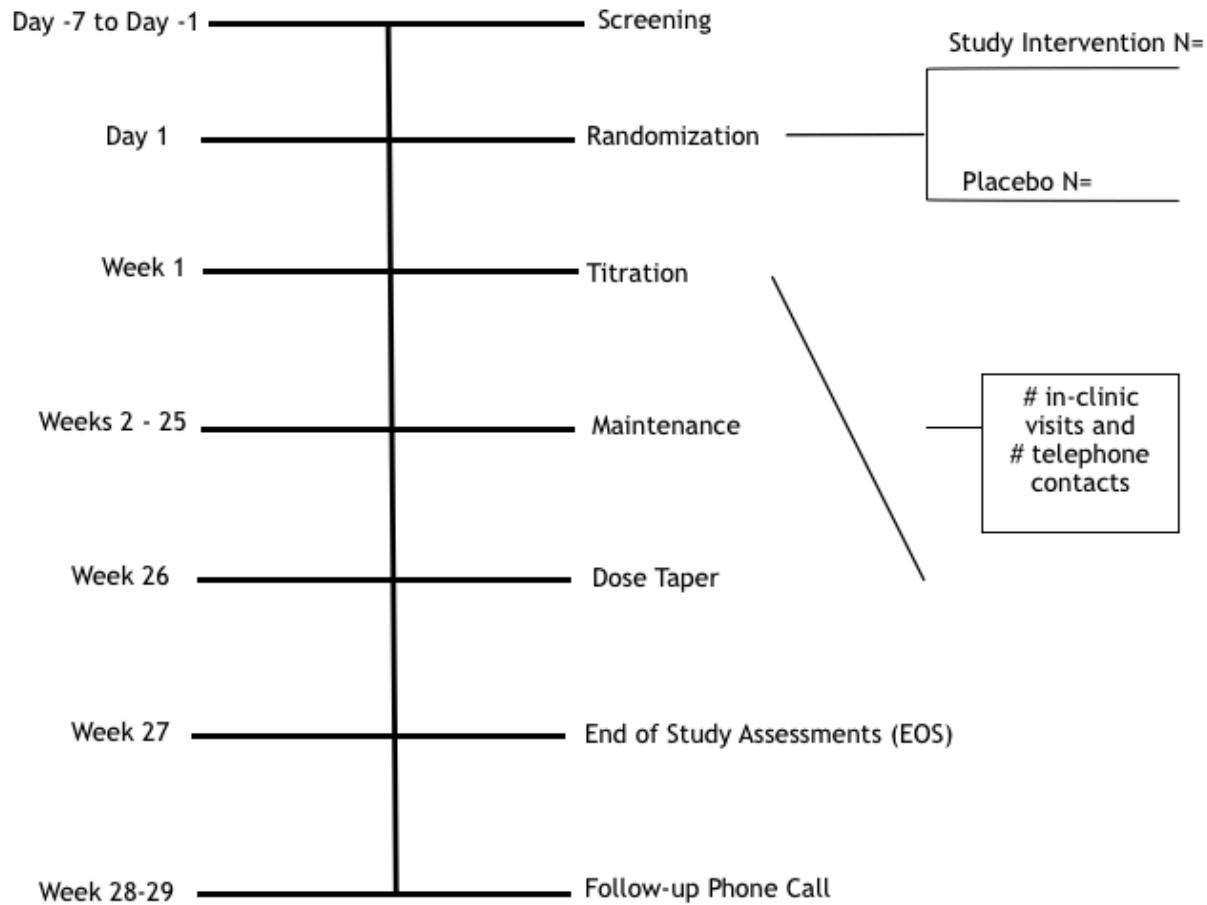 Day -7 to Day -1
Screening
Study Intervention N=
Day 1
Randomization
Placebo N=
Week 1
Titration
Weeks 2 - 25
Maintenance
# in-clinic
visits and
# telephone
contacts
Week 26
Dose Taper
Week 27
End of Study Assessments (EOS)
Week 28-29
Follow-up Phone Call